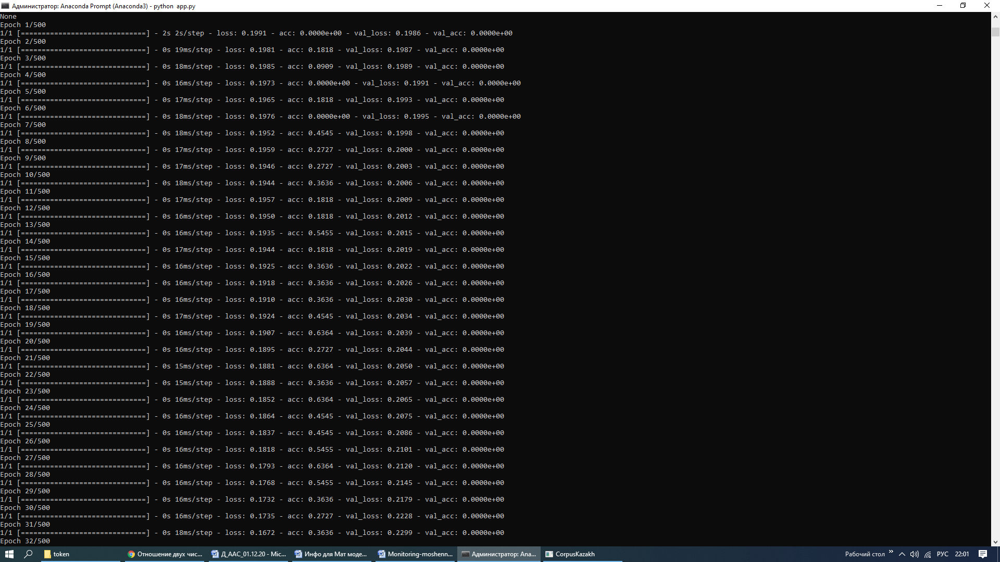 Администратор: Anaconda Prompt (Anaconda3) - python  app.py
None
Epoch 1/500
1/1 [==============================] - 2s 2s/step - loss: 0.1991 - acc: 0.0000e+00 - val_loss: 0.1986 - val_acc: 0.0000e+00
Epoch 2/500
1/1 [==============================] - 0s 19ms/step - loss: 0.1981 - acc: 0.1818 - val_loss: 0.1987 - val_acc: 0.0000e+00
Epoch 3/500
1/1 [==============================] - 0s 18ms/step - loss: 0.1985 - acc: 0.0909 - val_loss: 0.1989 - val_acc: 0.0000e+00
Epoch 4/500
1/1 [==============================] - 0s 16ms/step - loss: 0.1973 - acc: 0.0000e+00 - val_loss: 0.1991 - val_acc: 0.0000e+00
Epoch 5/500
1/1 [==============================] - 0s 17ms/step - loss: 0.1965 - acc: 0.1818 - val_loss: 0.1993 - val_acc: 0.0000e+00
Epoch 6/500
1/1 [==============================] - 0s 18ms/step - loss: 0.1976 - acc: 0.0000e+00 - val_loss: 0.1995 - val_acc: 0.0000e+00
Epoch 7/500
1/1 [==============================] - 0s 18ms/step - loss: 0.1952 - acc: 0.4545 - val_loss: 0.1998 - val_acc: 0.0000e+00
Epoch 8/500
1/1 [==============================] - 0s 17ms/step - loss: 0.1959 - acc: 0.2727 - val_loss: 0.2000 - val_acc: 0.0000e+00
Epoch 9/500
1/1 [==============================] - 0s 17ms/step - loss: 0.1946 - acc: 0.2727 - val_loss: 0.2003 - val_acc: 0.0000e+00
Epoch 10/500
1/1 [==============================] - 0s 18ms/step - loss: 0.1944 - acc: 0.3636 - val_loss: 0.2006 - val_acc: 0.0000e+00
Epoch 11/500
1/1 [==============================] - 0s 17ms/step - loss: 0.1957 - acc: 0.1818 - val_loss: 0.2009 - val_acc: 0.0000e+00
Epoch 12/500
1/1 [==============================] - 0s 16ms/step - loss: 0.1950 - acc: 0.1818 - val_loss: 0.2012 - val_acc: 0.0000e+00
Epoch 13/500
1/1 [==============================] - 0s 16ms/step - loss: 0.1935 - acc: 0.5455 - val_loss: 0.2015 - val_acc: 0.0000e+00
Epoch 14/500
1/1 [==============================] - 0s 17ms/step - loss: 0.1944 - acc: 0.1818 - val_loss: 0.2019 - val_acc: 0.0000e+00
Epoch 15/500
1/1 [==============================] - 0s 16ms/step - loss: 0.1925 - acc: 0.3636 - val_loss: 0.2022 - val_acc: 0.0000e+00
Epoch 16/500
1/1 [==============================] - 0s 16ms/step - loss: 0.1918 - acc: 0.3636 - val_loss: 0.2026 - val_acc: 0.0000e+00
Epoch 17/500
1/1 [==============================] - 0s 16ms/step - loss: 0.1910 - acc: 0.3636 - val_loss: 0.2030 - val_acc: 0.0000e+00
Epoch 18/500
1/1 [==============================] - 0s 17ms/step - loss: 0.1924 - acc: 0.4545 - val_loss: 0.2034 - val_acc: 0.0000e+00
Epoch 19/500
1/1 [==============================] - 0s 16ms/step - loss: 0.1907 - acc: 0.6364 - val_loss: 0.2039 - val_acc: 0.0000e+00
Epoch 20/500
1/1 [==============================] - 0s 16ms/step - loss: 0.1895 - acc: 0.2727 - val_loss: 0.2044 - val_acc: 0.0000e+00
Epoch 21/500
1/1 [==============================] - 0s 15ms/step - loss: 0.1881 - acc: 0.6364 - val_loss: 0.2050 - val_acc: 0.0000e+00
Epoch 22/500
1/1 [==============================] - 0s 15ms/step - loss: 0.1888 - acc: 0.3636 - val_loss: 0.2057 - val_acc: 0.0000e+00
Epoch 23/500
1/1 [==============================] - 0s 16ms/step - loss: 0.1852 - acc: 0.6364 - val_loss: 0.2065 - val_acc: 0.0000e+00
Epoch 24/500
1/1 [==============================] - 0s 16ms/step - loss: 0.1864 - acc: 0.4545 - val_loss: 0.2075 - val_acc: 0.0000e+00
Epoch 25/500
1/1 [==============================] - 0s 16ms/step - loss: 0.1837 - acc: 0.4545 - val_loss: 0.2086 - val_acc: 0.0000e+00
Epoch 26/500
1/1 [==============================] - 0s 16ms/step - loss: 0.1818 - acc: 0.5455 - val_loss: 0.2101 - val_acc: 0.0000e+00
Epoch 27/500
1/1 [==============================] - 0s 16ms/step - loss: 0.1793 - acc: 0.6364 - val_loss: 0.2120 - val_acc: 0.0000e+00
Epoch 28/500
1/1 [==============================] - 0s 16ms/step - loss: 0.1768 - acc: 0.5455 - val_loss: 0.2145 - val_acc: 0.0000e+00
Epoch 29/500
1/1 [==============================] - 0s 16ms/step - loss: 0.1732 - acc: 0.3636 - val_loss: 0.2179 - val_acc: 0.0000e+00
Epoch 30/500
1/1 [==============================] - 0s 16ms/step - loss: 0.1735 - acc: 0.2727 - val_loss: 0.2228 - val_acc: 0.0000e+00
Epoch 31/500
1/1 [==============================] - 0s 18ms/step - loss: 0.1672 - acc: 0.3636 - val_loss: 0.2299 - val_acc: 0.0000e+00
Epoch 32/500
token Отношение двух чис... Д_ААС_01.12.20 - Mic... Инфо для Мат моде... Monitoring-moshenn... Администратор: Ana... CorpusKazakh Рабочий стол РУС 22:01